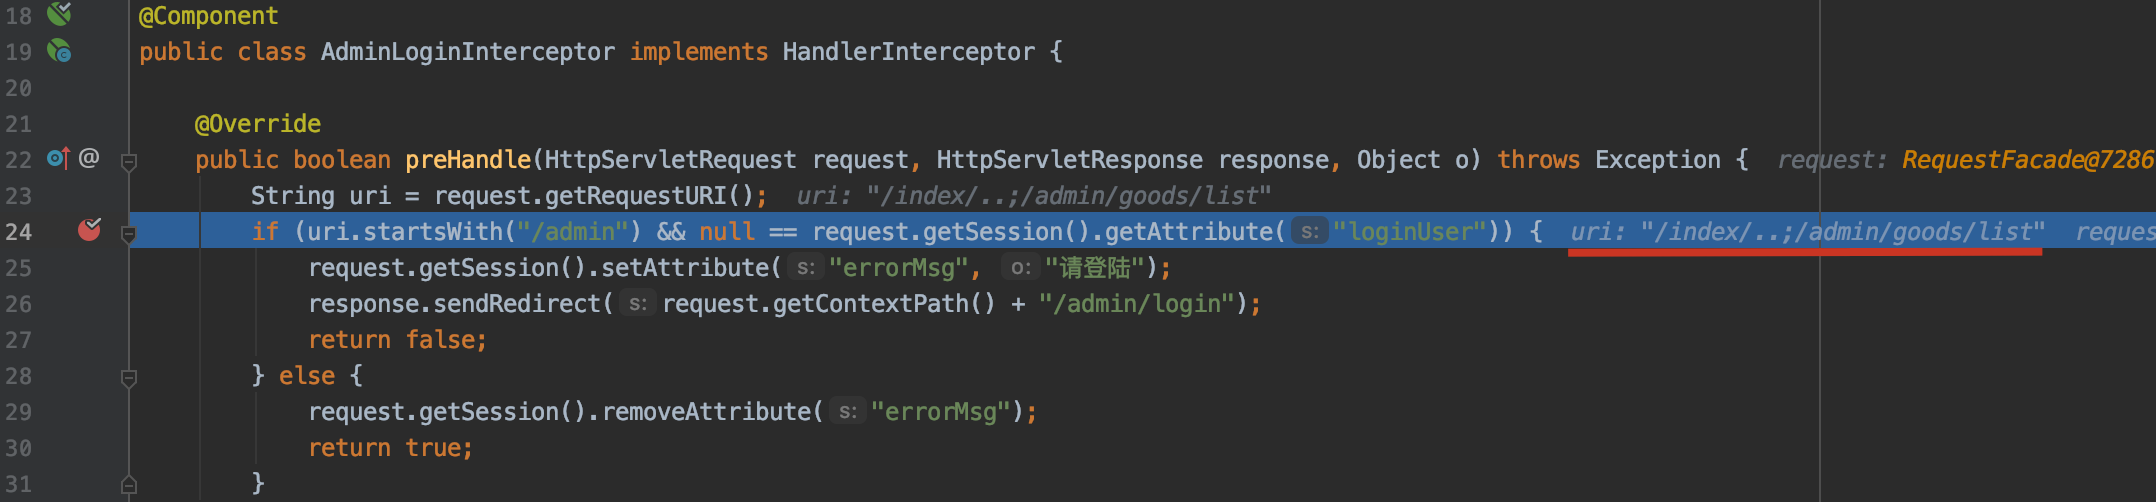 18 @Component
19 public class AdminLoginInterceptor implements HandlerInterceptor {
20
21 @Override
22 @ public boolean preHandle(HttpServletRequest request, HttpServletResponse response, Object o) throws Exception { request: RequestFacade@7286
23 String uri = request.getRequestURI(); uri: "/index/..;/admin/goods/list"
24 if (uri.startsWith("/admin") && null == request.getSession().getAttribute( s: "loginUser")) { uri: "/index/..;/admin/goods/list" reques
25 request.getSession().setAttribute( s: "errorMsg", o: "请登陆");
26 response.sendRedirect( s: request.getContextPath() + "/admin/login");
27 return false;
28 } else {
29 request.getSession().removeAttribute( s: "errorMsg");
30 return true;
31 }